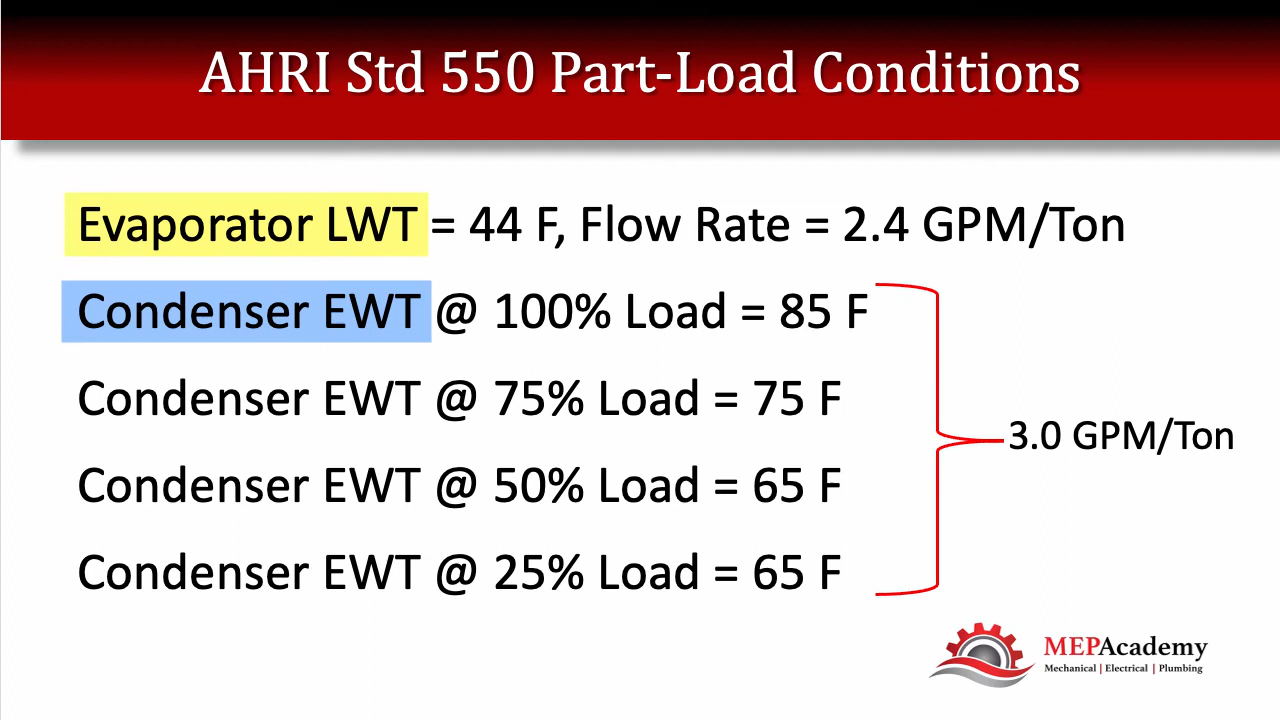 AHRI Std 550 Part-Load Conditions
Evaporator LWT = 44 F, Flow Rate = 2.4 GPM/Ton
Condenser EWT @ 100% Load = 85 F
Condenser EWT @ 75% Load = 75 F
3.0 GPM/Ton
Condenser EWT @ 50% Load = 65 F
Condenser EWT @ 25% Load = 65 F
MEPAcademy
Mechanical | Electrical | Plumbing